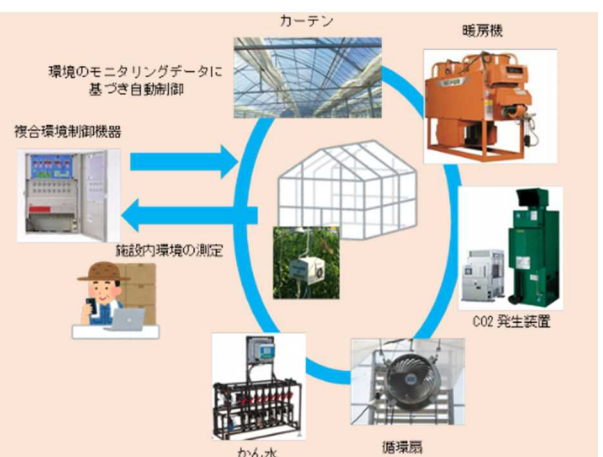 カーテン
暖房機
環境のモニタリングデータに
基づき自動制御
複合環境制御機器
施設内環境の測定
CO2 発生装置
かん水
循環扇